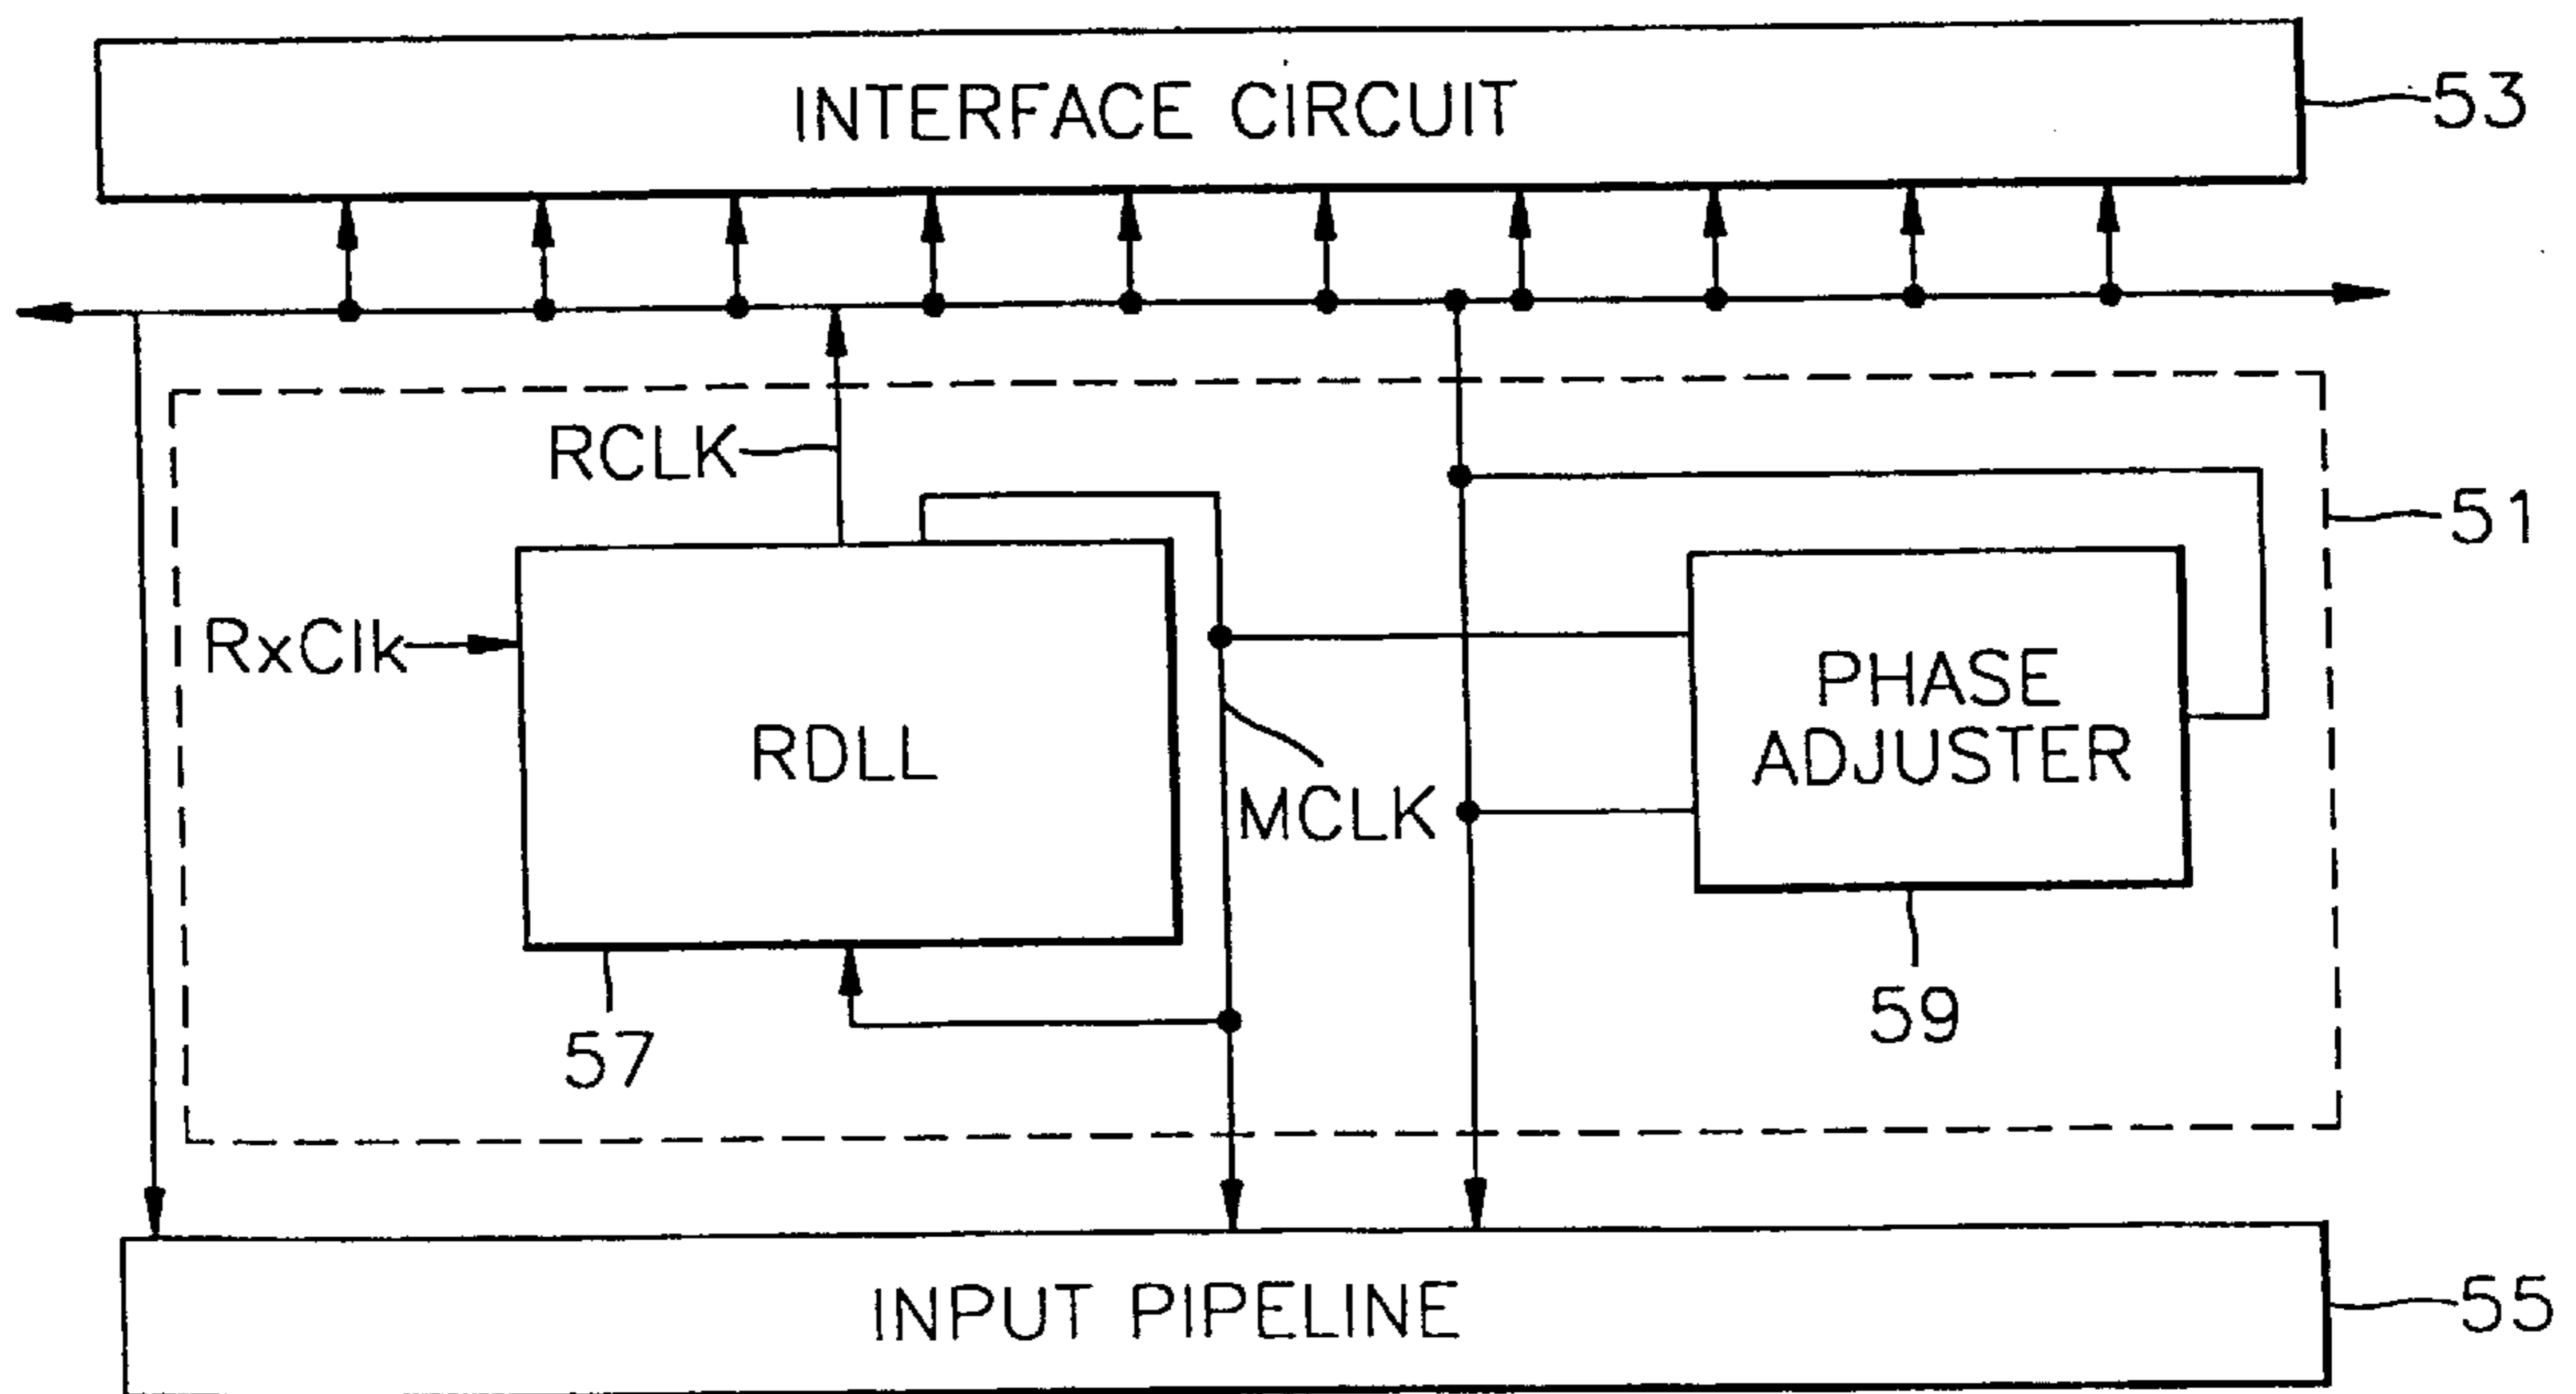 INTERFACE CIRCUIT
53
RCLK
51
RxClk
RDLL
PHASE
ADJUSTER
MCLK
57
59
INPUT PIPELINE
55